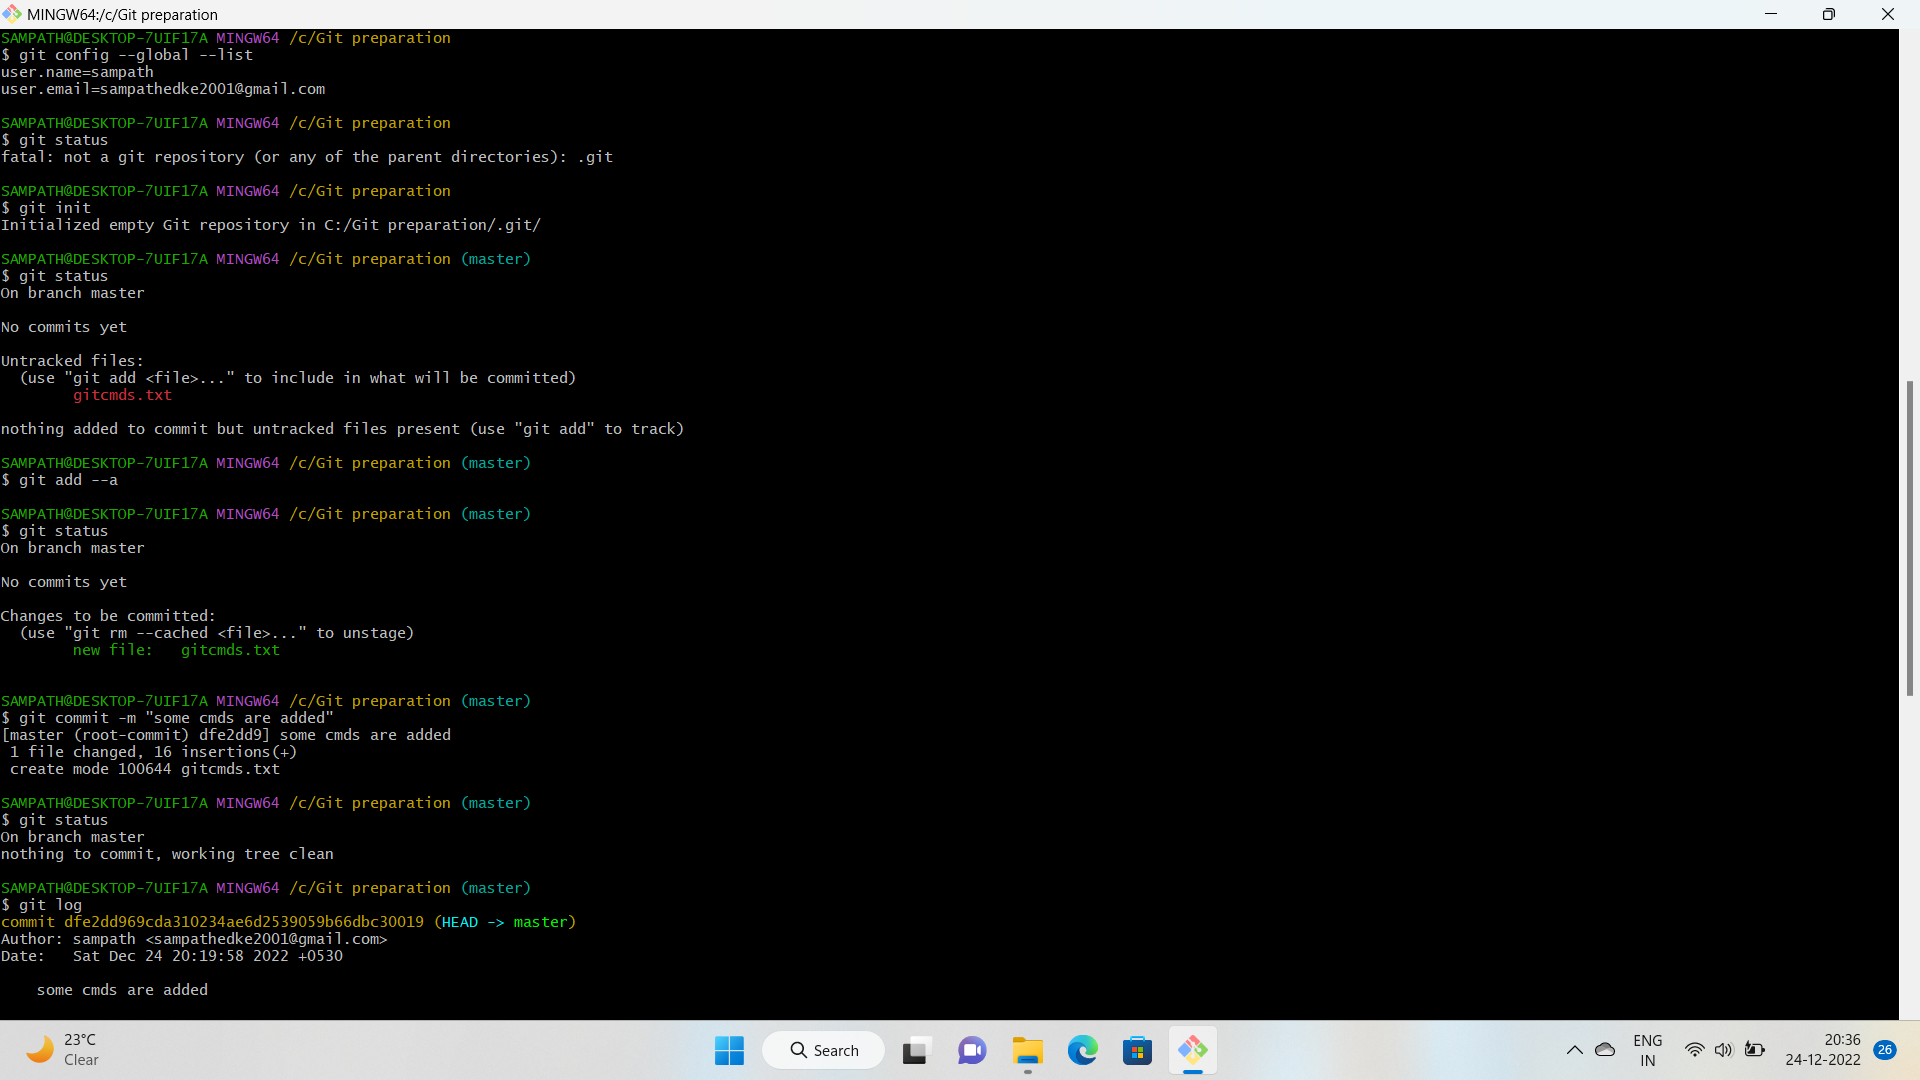 MINGW64:/c/Git preparation
SAMPATH@DESKTOP-7UIF17A MINGW64 /c/Git preparation
$ git config --global --list
user.name=sampath
user.email=sampathedke2001@gmail.com
SAMPATH@DESKTOP-7UIF17A MINGW64 /c/Git preparation
$ git status
fatal: not a git repository (or any of the parent directories): .git
SAMPATH@DESKTOP-7UIF17A MINGW64 /c/Git preparation
$ git init
Initialized empty Git repository in C:/Git preparation/.git/
SAMPATH@DESKTOP-7UIF17A MINGW64 /c/Git preparation (master)
$ git status
On branch master
No commits yet
Untracked files:
  (use "git add <file>..." to include in what will be committed)
        gitcmds.txt
nothing added to commit but untracked files present (use "git add" to track)
SAMPATH@DESKTOP-7UIF17A MINGW64 /c/Git preparation (master)
$ git add --a
SAMPATH@DESKTOP-7UIF17A MINGW64 /c/Git preparation (master)
$ git status
On branch master
No commits yet
Changes to be committed:
  (use "git rm --cached <file>..." to unstage)
        new file:   gitcmds.txt
SAMPATH@DESKTOP-7UIF17A MINGW64 /c/Git preparation (master)
$ git commit -m "some cmds are added"
[master (root-commit) dfe2dd9] some cmds are added
 1 file changed, 16 insertions(+)
 create mode 100644 gitcmds.txt
SAMPATH@DESKTOP-7UIF17A MINGW64 /c/Git preparation (master)
$ git status
On branch master
nothing to commit, working tree clean
SAMPATH@DESKTOP-7UIF17A MINGW64 /c/Git preparation (master)
$ git log
commit dfe2dd969cda310234ae6d2539059b66dbc30019 (HEAD -> master)
Author: sampath <sampathedke2001@gmail.com>
Date:   Sat Dec 24 20:19:58 2022 +0530
    some cmds are added
23°C
Clear
Search
ENG
IN
20:36
24-12-2022
26